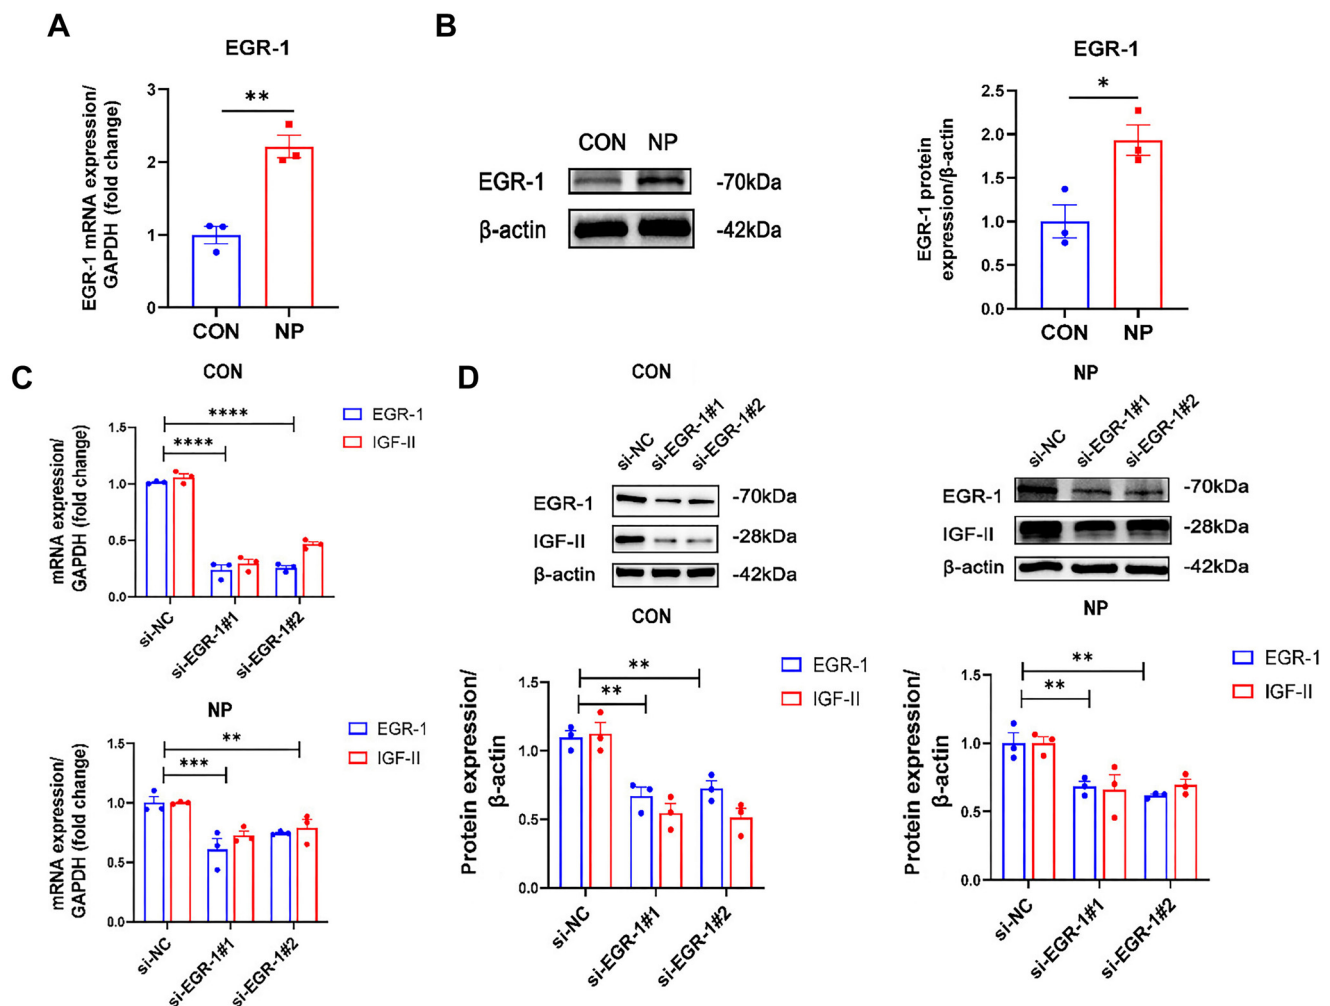 A
EGR-1
EGR-1 mRNA expression/
GAPDH (fold change)
3
2
1
0
**
CON
NP
B
CON NP
EGR-1
-70kDa
β-actin
-42kDa
EGR-1
EGR-1 protein
expression/β-actin
2.5
2.0
1.5
1.0
0.5
0.0
*
CON
NP
C
CON
mRNA expression/
GAPDH (fold change)
1.5
1.0
0.5
0.0
****
****
EGR-1
IGF-II
si-NC
si-EGR-1#1
si-EGR-1#2
NP
mRNA expression/
GAPDH (fold change)
1.5
1.0
0.5
0.0
**
***
EGR-1
IGF-II
si-NC
si-EGR-1#1
si-EGR-1#2
D
CON
si-NC
si-EGR-1#1
si-EGR-1#2
EGR-1
-70kDa
IGF-II
-28kDa
β-actin
-42kDa
NP
si-NC
si-EGR-1#1
si-EGR-1#2
EGR-1
-70kDa
IGF-II
-28kDa
β-actin
-42kDa
CON
Protein expression/
β-actin
1.5
1.0
0.5
0.0
**
**
EGR-1
IGF-II
si-NC
si-EGR-1#1
si-EGR-1#2
NP
Protein expression/
β-actin
1.5
1.0
0.5
0.0
**
**
EGR-1
IGF-II
si-NC
si-EGR-1#1
si-EGR-1#2